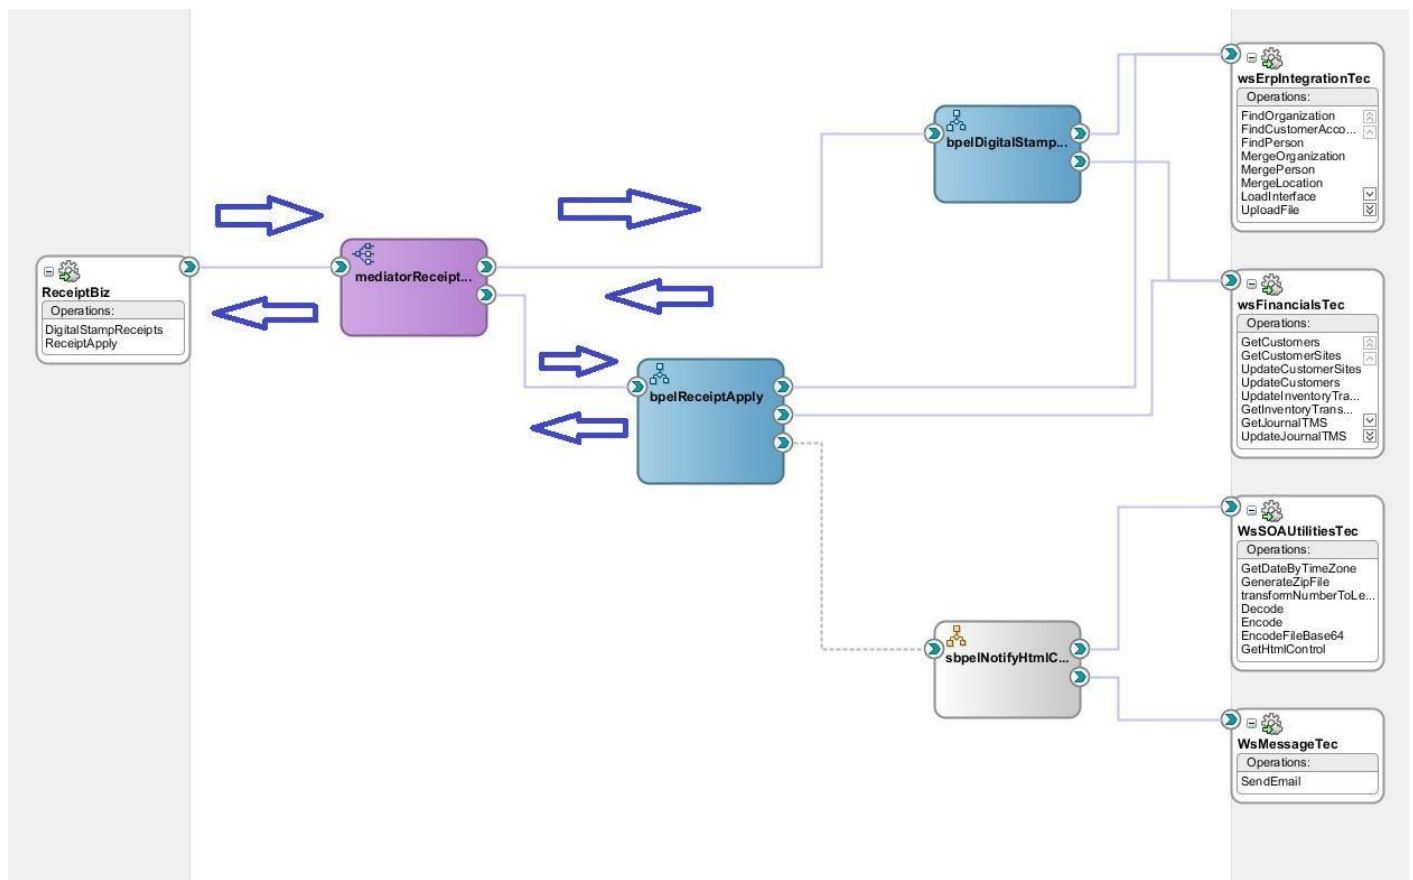 ReceiptBiz
Operations:
DigitalStampReceipts
ReceiptApply
mediatorReceipt...
bpelDigitalStamp...
bpelReceiptApply
sbpelNotifyHtmlC...
wsErpIntegrationTec
Operations:
FindOrganization
FindCustomerAcco...
FindPerson
MergeOrganization
MergePerson
MergeLocation
LoadInterface
UploadFile
wsFinancialsTec
Operations:
GetCustomers
GetCustomerSites
UpdateCustomerSites
UpdateCustomers
UpdateInventoryTra...
GetInventoryTrans...
GetJournalTMS
UpdateJournalTMS
WsSOAUtilitiesTec
Operations:
GetDateByTimeZone
GenerateZipFile
transformNumberToLe...
Decode
Encode
EncodeFileBase64
GetHtmlControl
WsMessageTec
Operations:
SendEmail